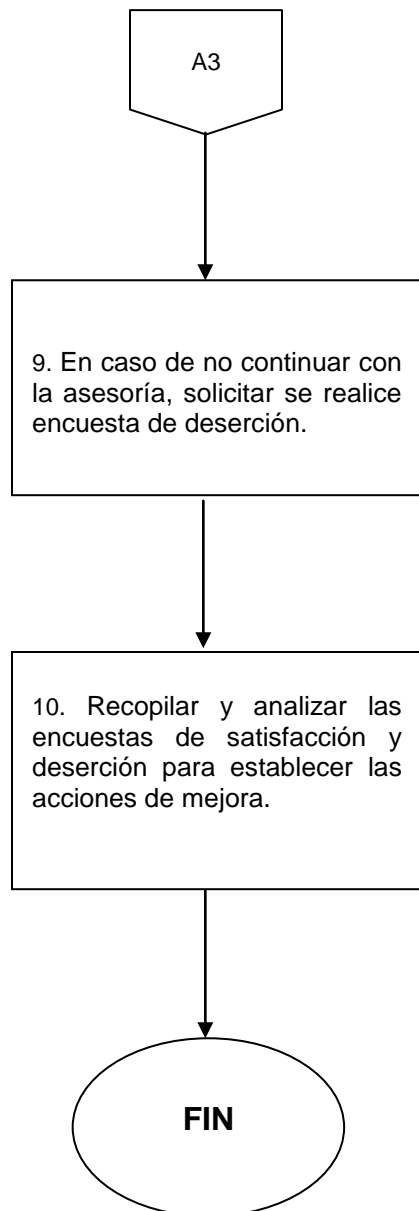 A3
9. En caso de no continuar con
la asesoría, solicitar se realice
encuesta de deserción.
10. Recopilar y analizar las
encuestas de satisfacción y
deserción para establecer las
acciones de mejora.
FIN